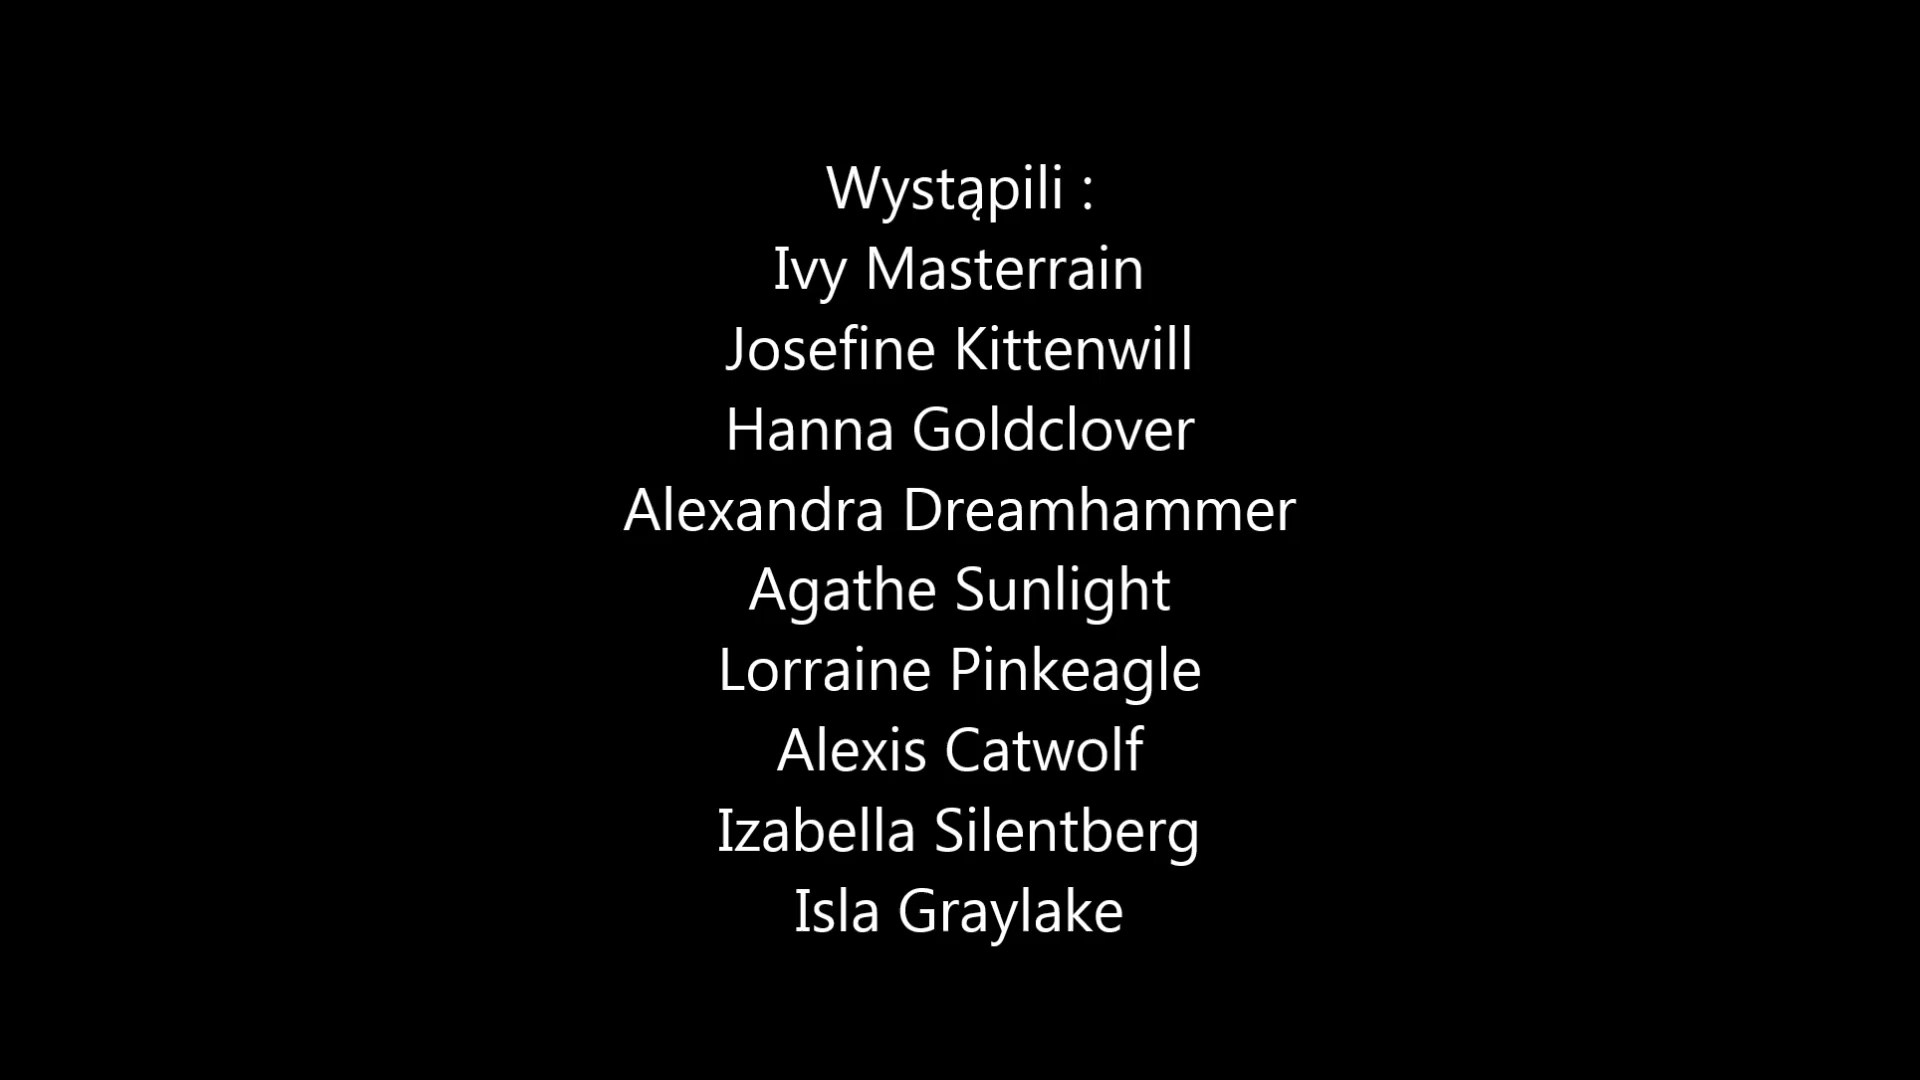 Wystąpili :
Ivy Masterrain
Josefine Kittenwill
Hanna Goldclover
Alexandra Dreamhammer
Agathe Sunlight
Lorraine Pinkeagle
Alexis Catwolf
Izabella Silentberg
Isla Graylake